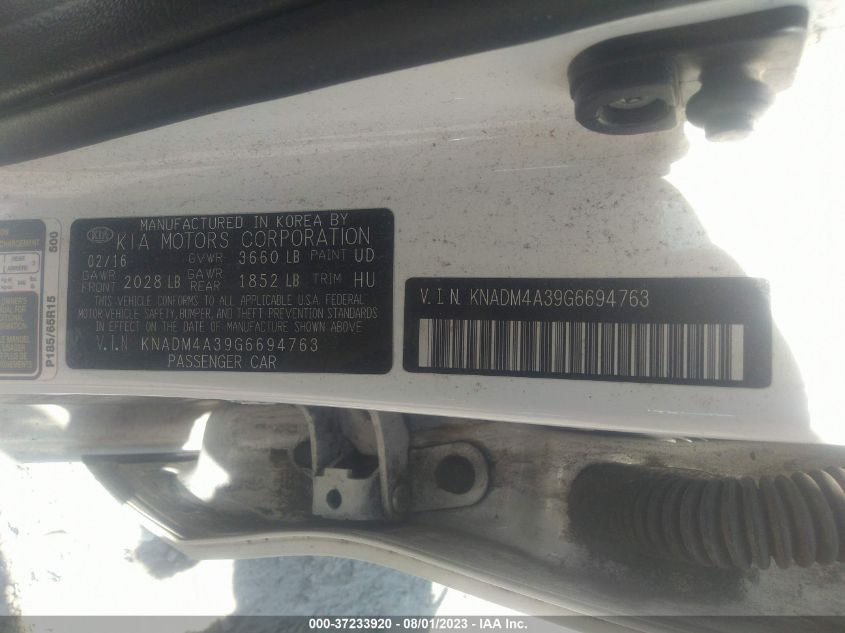 MANUFACTURED IN KOREA BY
KIA KIA MOTORS CORPORATION
02/16 GVWR 3660 LB PAINT UD
GAWR FRONT 2028 LB GAWR REAR 1852 LB TRIM HU
THIS VEHICLE CONFORMS TO ALL APPLICABLE U.S.A. FEDERAL
MOTOR VEHICLE SAFETY, BUMPER, AND THEFT PREVENTION STANDARDS
IN EFFECT ON THE DATE OF MANUFACTURE SHOWN ABOVE
V.I.N KNADM4A39G6694763
PASSENGER CAR
V.I.N. KNADM4A39G6694763
P185/65R15 500
000-37233920 - 08/01/2023 - IAA Inc.